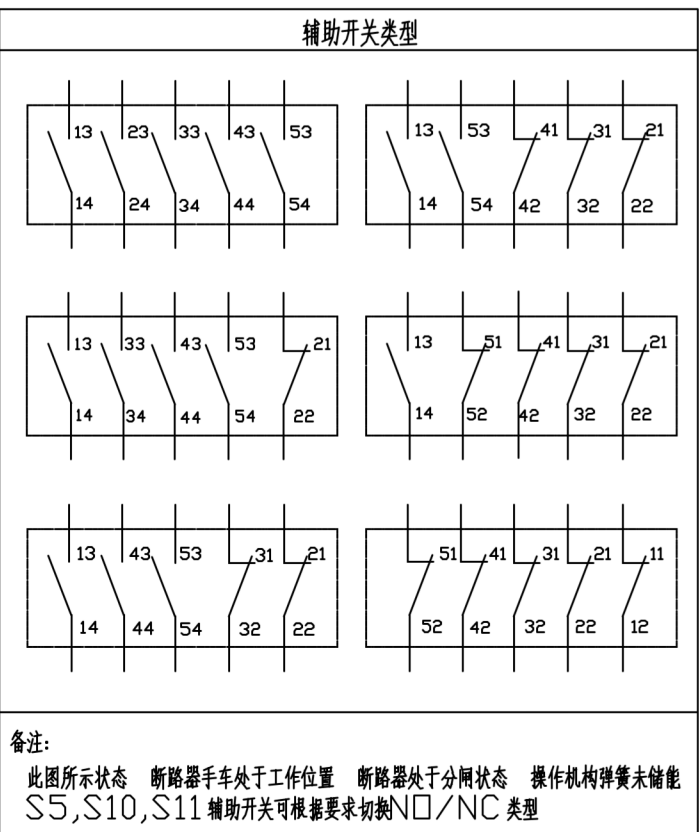 辅助开关类型
13 23 33 43 53
14 24 34 44 54
13 53 41 31 21
14 54 42 32 22
13 33 43 53 21
14 34 44 54 22
13 51 41 31 21
14 52 42 32 22
13 43 53 31 21
14 44 54 32 22
51 41 31 21 11
52 42 32 22 12
备注:
此图所示状态 断路器手车处于工作位置 断路器处于分闸状态 操作机构弹簧未储能
S5,S10,S11辅助开关可根据要求切换NO/NC 类型